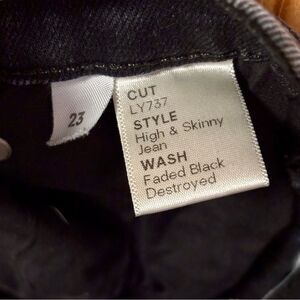 23
CUT
LY737
STYLE
High & Skinny
Jean
WASH
Faded Black
Destroyed